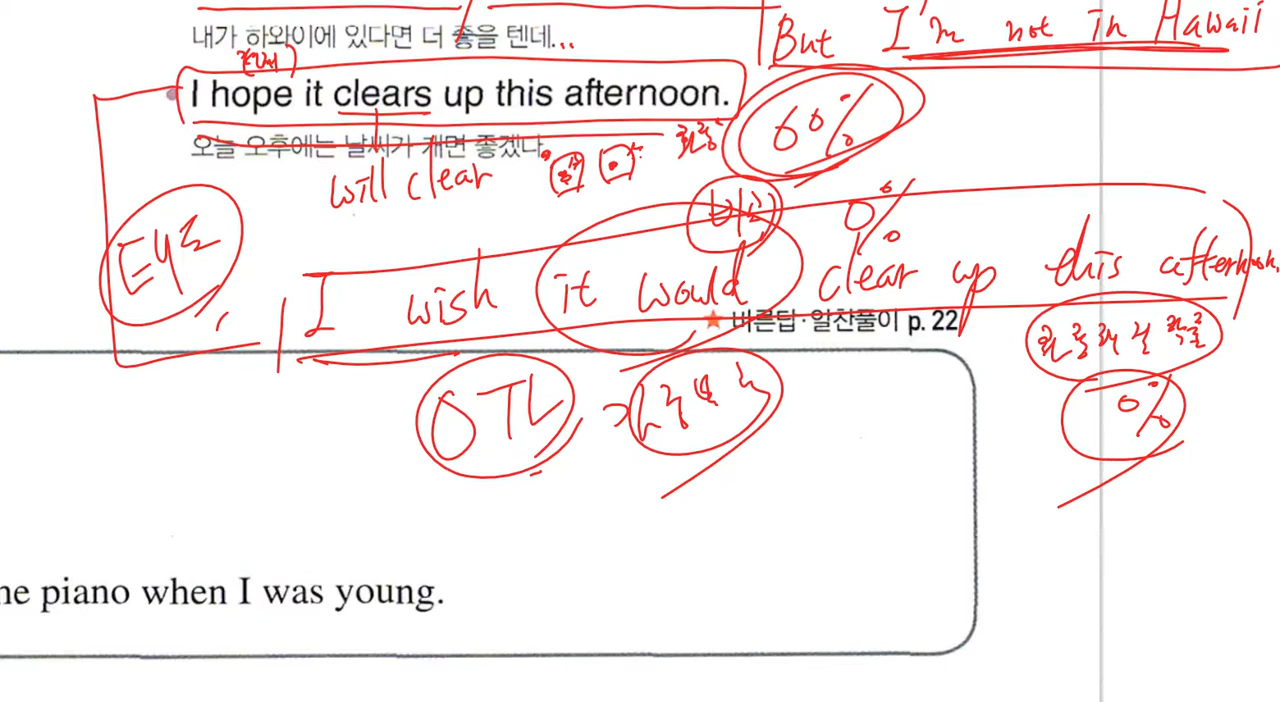 But I'm not in Hawaii
내가 하와이에 있다면 더 좋을 텐데...
I hope it clears up this afternoon.
60%
오늘 오후에는 날씨가 개면 좋겠다.
will clear
0%
I wish it would clear up this afternoon.
바른답·알찬풀이 p. 22
OTL
0%
he piano when I was young.